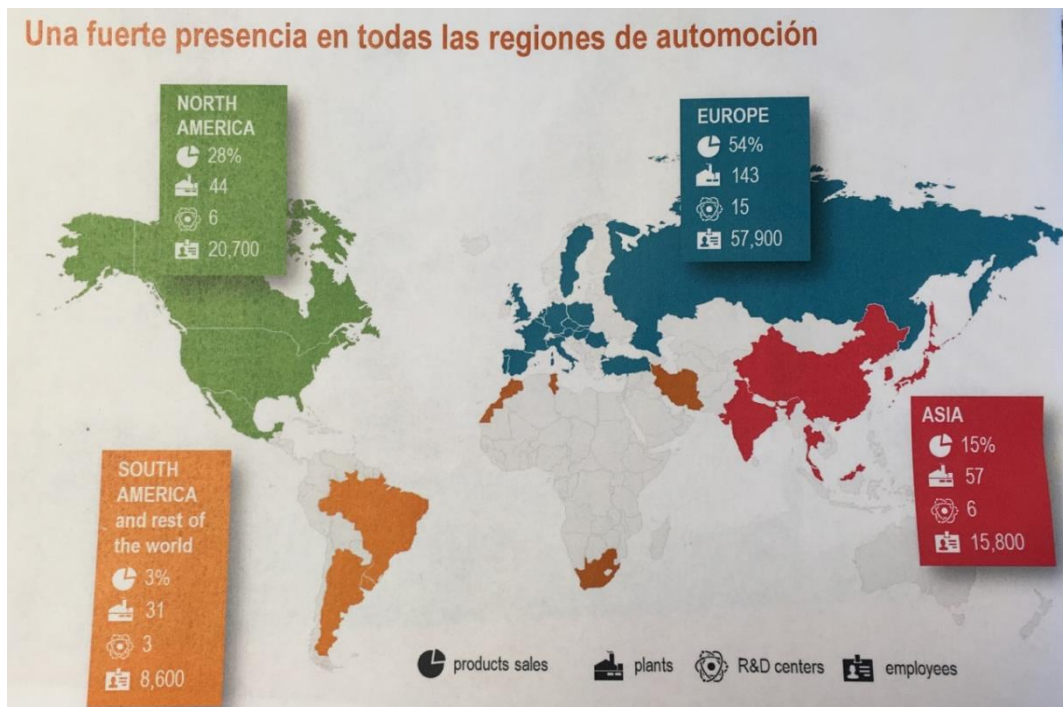 Una fuerte presencia en todas las regiones de automoción
NORTH
AMERICA
28%
44
6
20,700
EUROPE
54%
143
15
57,900
ASIA
15%
57
6
15,800
SOUTH
AMERICA
and rest of
the world
3%
31
3
8,600
products sales
plants
R&D centers
employees